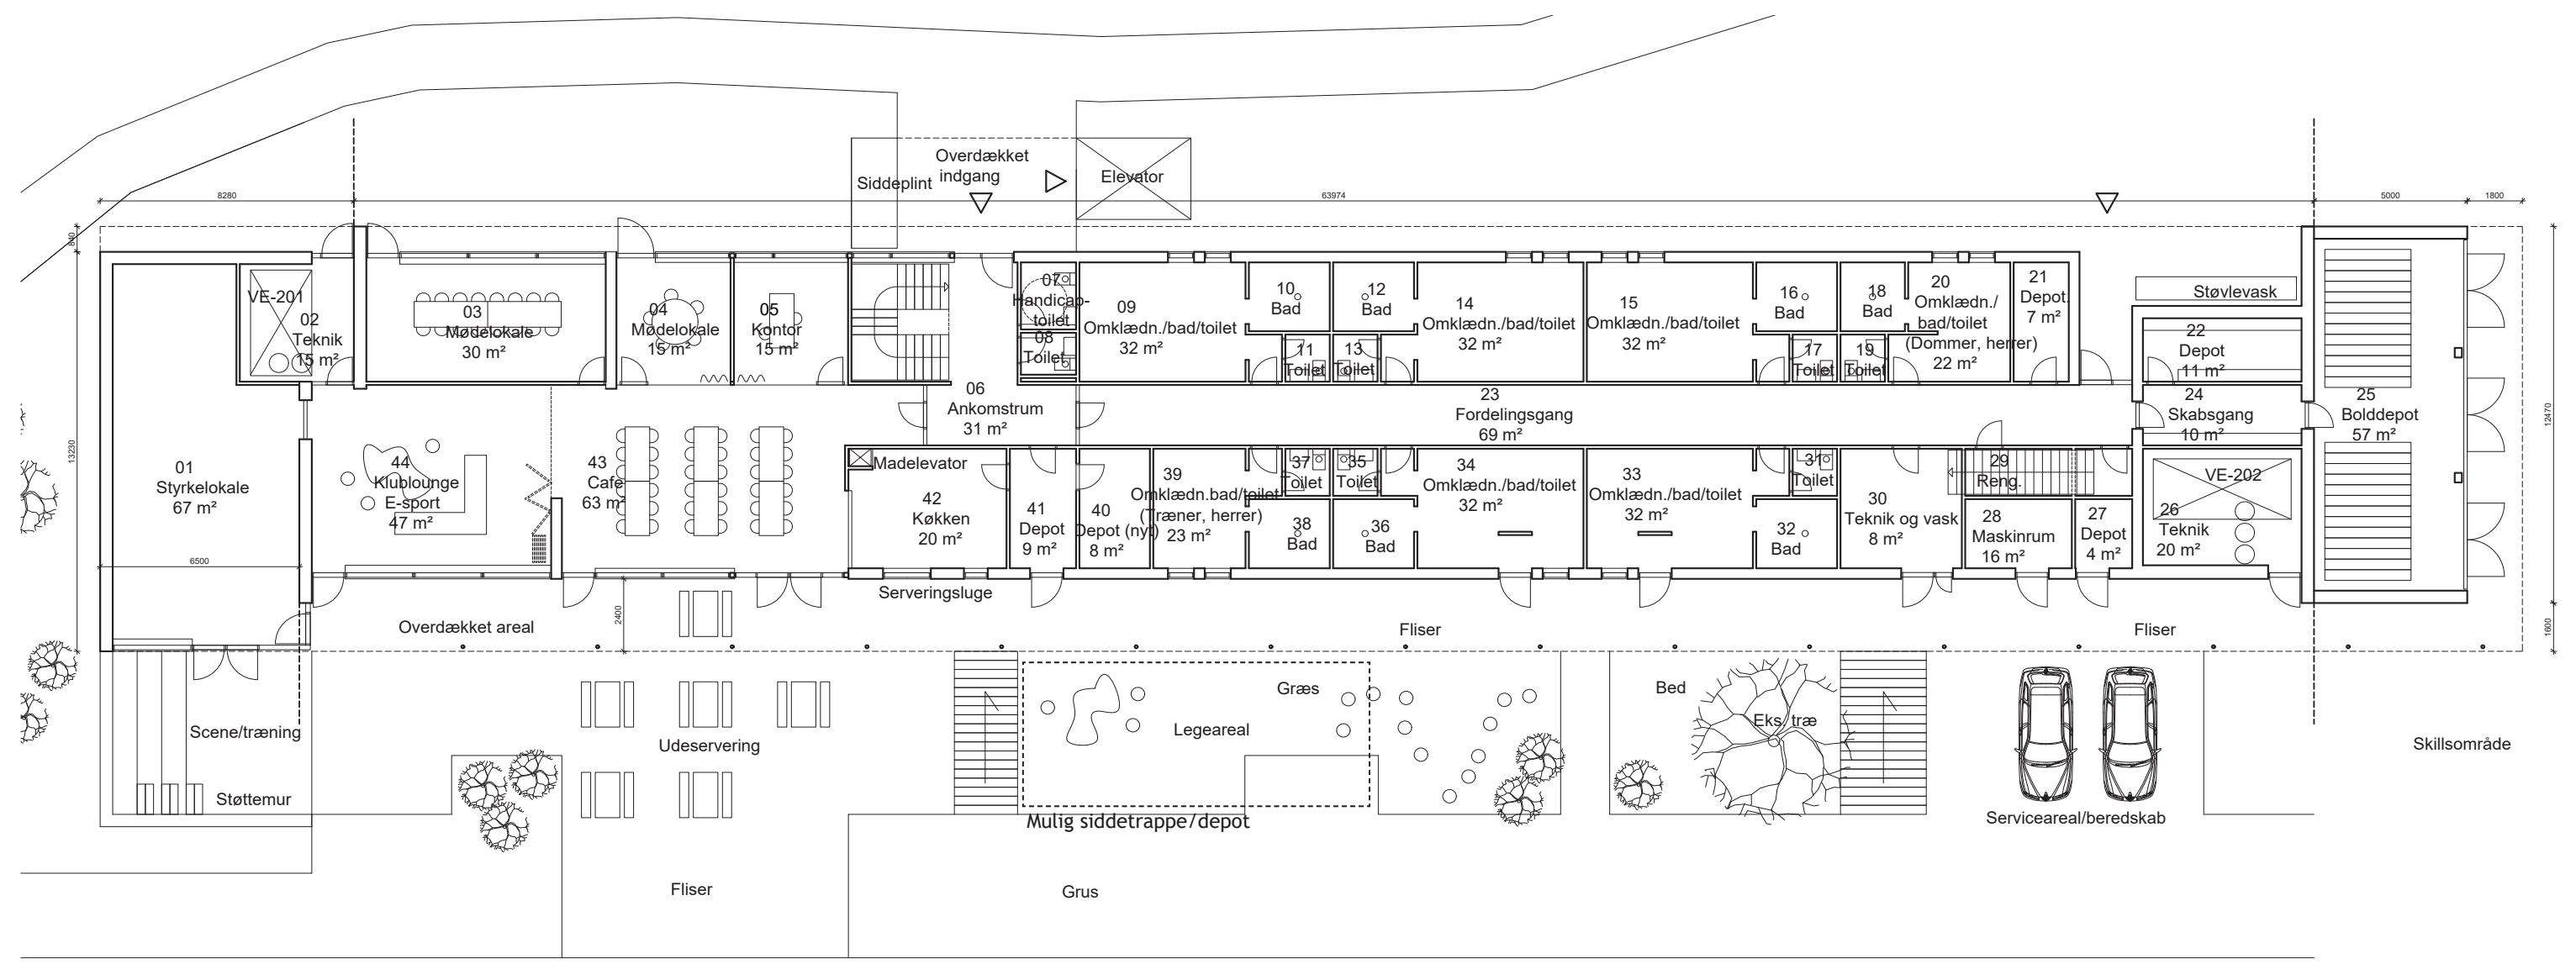 Overdækket
indgang
Siddeplint
Elevator
8280
63974
5000
1800
840
13230
12470
1600
6500
2400
VE-201
02
Teknik
15 m²
03
Mødelokale
30 m²
04
Mødelokale
15 m²
05
Kontor
15 m²
07
Handicap-
toilet
08
Toilet
09
Omklædn./bad/toilet
32 m²
10
Bad
11
Toilet
12
Bad
13
Toilet
14
Omklædn./bad/toilet
32 m²
15
Omklædn./bad/toilet
32 m²
16
Bad
17
Toilet
18
Bad
19
Toilet
20
Omklædn./
bad/toilet
(Dommer, herrer)
22 m²
21
Depot.
7 m²
Støvlevask
22
Depot
11 m²
06
Ankomstrum
31 m²
23
Fordelingsgang
69 m²
24
Skabsgang
10 m²
25
Bolddepot
57 m²
01
Styrkelokale
67 m²
44
Klublounge
E-sport
47 m²
43
Cafe
63 m²
Madelevator
42
Køkken
20 m²
41
Depot
9 m²
40
Depot (nyt)
8 m²
39
Omklædn.bad/toilet
(Træner, herrer)
23 m²
37
Toilet
38
Bad
35
Toilet
36
Bad
34
Omklædn./bad/toilet
32 m²
33
Omklædn./bad/toilet
32 m²
31
Toilet
32
Bad
30
Teknik og vask
8 m²
29
Reng.
28
Maskinrum
16 m²
27
Depot
4 m²
VE-202
26
Teknik
20 m²
Serveringsluge
Overdækket areal
Fliser
Fliser
Scene/træning
Støttemur
Udeservering
Græs
Legeareal
Bed
Eks. træ
Skillsområde
Serviceareal/beredskab
Mulig siddetrappe/depot
Fliser
Grus